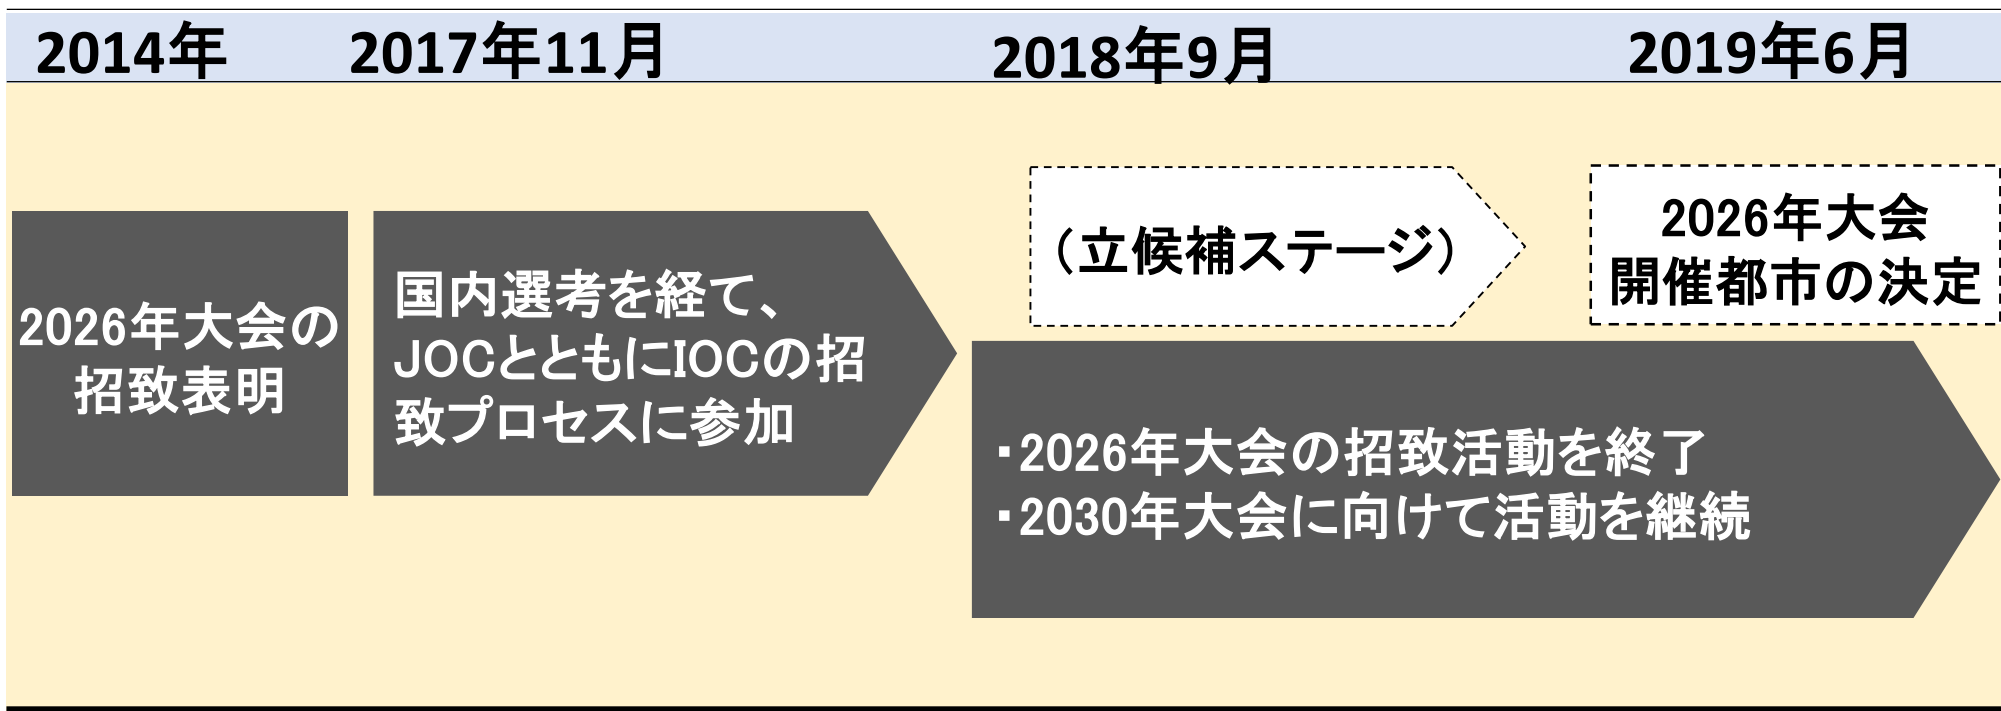 2014年
2017年11月
2018年9月
2019年6月
2026年大会の
招致表明
国内選考を経て、
JOCとともにIOCの招
致プロセスに参加
（立候補ステージ）
2026年大会
開催都市の決定
・2026年大会の招致活動を終了
・2030年大会に向けて活動を継続